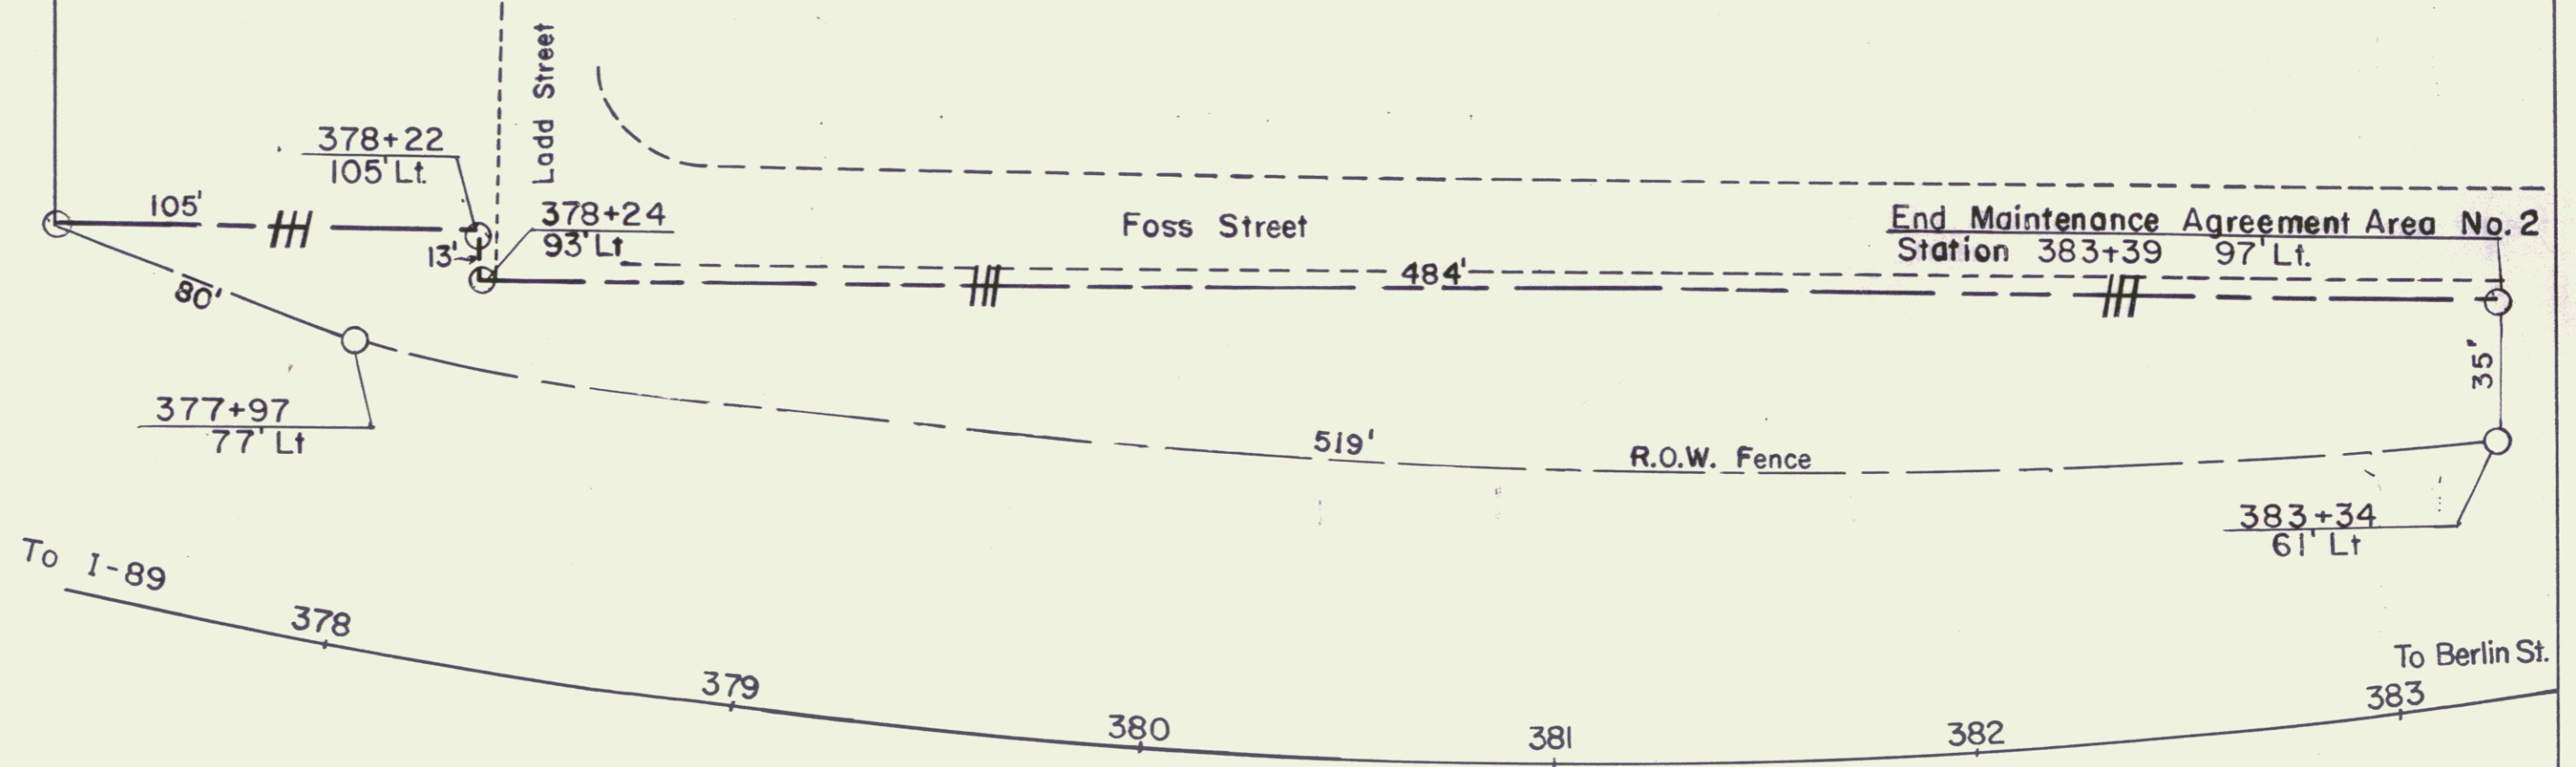 Ladd Street
378+22
105' Lt.
105'
13'
378+24
93' Lt
Foss Street
End Maintenance Agreement Area No. 2
Station 383+39 97' Lt.
484'
80'
35'
377+97
77' Lt
519'
R.O.W. Fence
383+34
61' Lt
To I-89
378
379
380
381
382
383
To Berlin St.